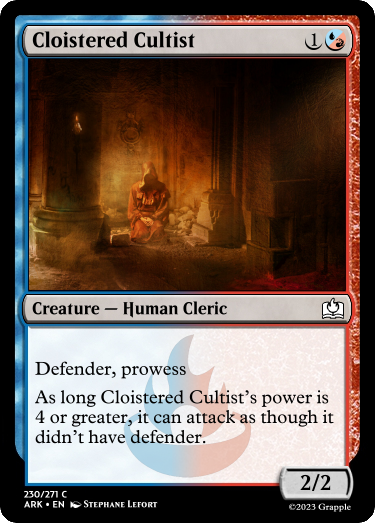 Cloistered Cultist 1
Creature — Human Cleric
Defender, prowess
As long Cloistered Cultist's power is
4 or greater, it can attack as though it
didn't have defender.
2/2
230/271 C
ARK • EN Stephane Lefort
©2023 Grapple